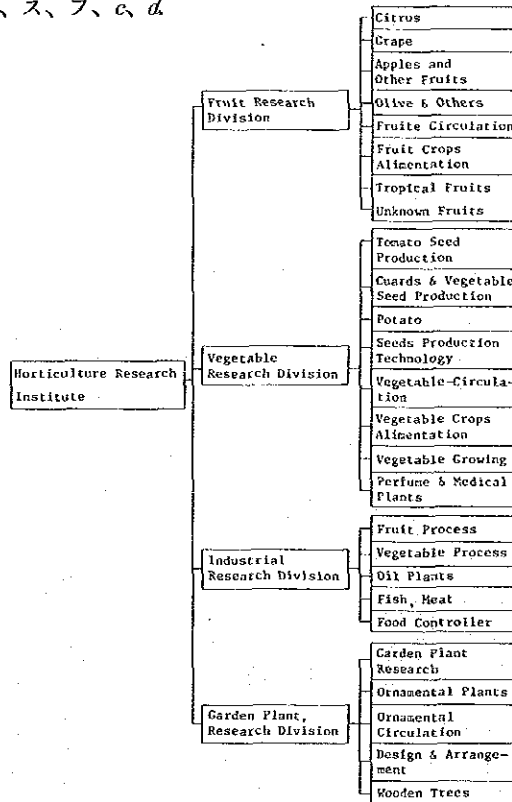 、ス、フ、c、d.
Citrus
Grape
Apples and
Other Fruits
Fruit Research
Division
Olive & Others
Fruite Circulation
Fruit Crops
Alimentation
Tropical Fruits
Unknown Fruits
Tomato Seed
Production
Cuards & Vegetable
Seed Production
Potato
Seeds Production
Technology
Vegetable
Research Division
Horticulture Research
Institute
Vegetable-Circula-
tion
Vegetable Crops
Alimentation
Vegetable Growing
Perfume & Medical
Plants
Fruit Process
Vegetable Process
Industrial
Research Division
Oil Plants
Fish, Meat
Food Controller
Garden Plant
Research
Ornamental Plants
Garden Plant,
Research Division
Ornamental
Circulation
Design & Arrange-
ment
Wooden Trees